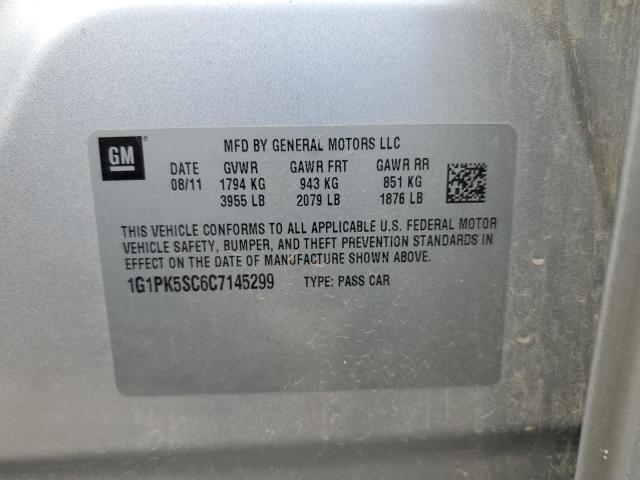 GM
MFD BY GENERAL MOTORS LLC
DATE GVWR GAWR FRT GAWR RR
08/11 1794 KG 943 KG 851 KG
3955 LB 2079 LB 1876 LB
THIS VEHICLE CONFORMS TO ALL APPLICABLE U.S. FEDERAL MOTOR
VEHICLE SAFETY, BUMPER, AND THEFT PREVENTION STANDARDS IN
EFFECT ON THE DATE OF MANUFACTURE SHOWN ABOVE.
1G1PK5SC6C7145299 TYPE: PASS CAR